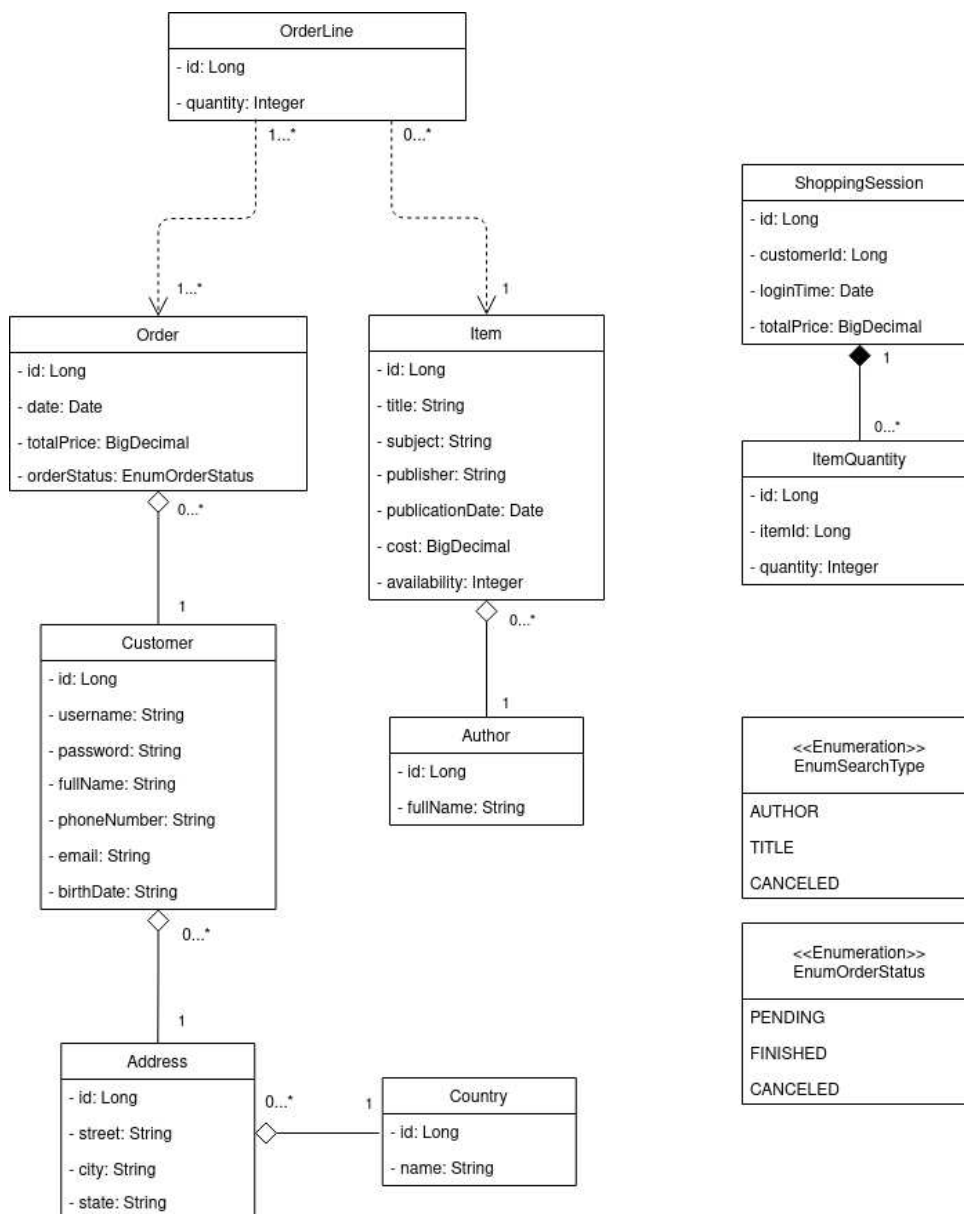 OrderLine
- id: Long
- quantity: Integer
1...*
0...*
1...*
1
Order
- id: Long
- date: Date
- totalPrice: BigDecimal
- orderStatus: EnumOrderStatus
0...*
1
Item
- id: Long
- title: String
- subject: String
- publisher: String
- publicationDate: Date
- cost: BigDecimal
- availability: Integer
0...*
1
ShoppingSession
- id: Long
- customerId: Long
- loginTime: Date
- totalPrice: BigDecimal
1
0...*
ItemQuantity
- id: Long
- itemId: Long
- quantity: Integer
Customer
- id: Long
- username: String
- password: String
- fullName: String
- phoneNumber: String
- email: String
- birthDate: String
0...*
1
Author
- id: Long
- fullName: String
<<Enumeration>>
EnumSearchType
AUTHOR
TITLE
CANCELED
<<Enumeration>>
EnumOrderStatus
PENDING
FINISHED
CANCELED
Address
- id: Long
- street: String
- city: String
- state: String
0...*
1
Country
- id: Long
- name: String